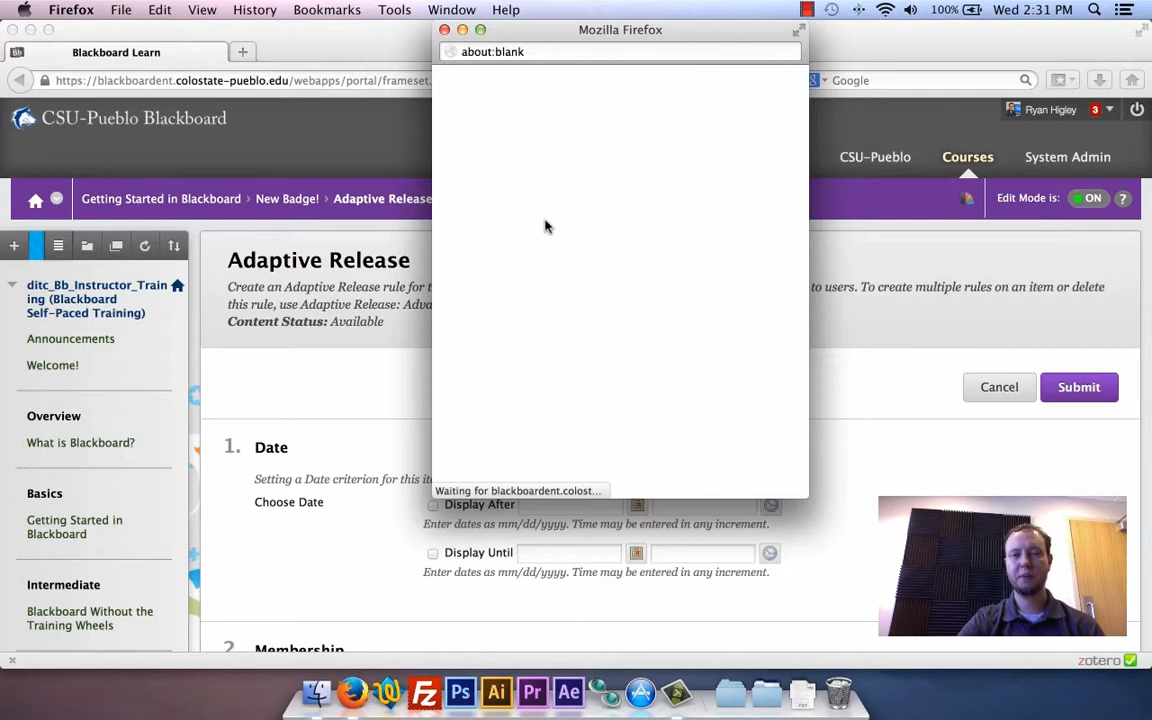 Firefox File Edit View History Bookmarks Tools Window Help 100% Wed 2:31 PM
Mozilla Firefox
Blackboard Learn
about:blank
https://blackboardent.colostate-pueblo.edu/webapps/portal/frameset.
Google
CSU-Pueblo Blackboard
Ryan Higley 3
CSU-Pueblo Courses System Admin
Getting Started in Blackboard › New Badge! › Adaptive Release
Edit Mode is: ON ?
Adaptive Release
Create an Adaptive Release rule for t to users. To create multiple rules on an item or delete
this rule, use Adaptive Release: Adva
Content Status: Available
Cancel Submit
ditc_Bb_Instructor_Train
ing (Blackboard
Self-Paced Training)
Announcements
Welcome!
Overview
What is Blackboard?
Basics
Getting Started in
Blackboard
Intermediate
Blackboard Without the
Training Wheels
1. Date
Setting a Date criterion for this it
Waiting for blackboardent.colost...
Choose Date Display After
Enter dates as mm/dd/yyyy. Time may be entered in any increment.
Display Until
Enter dates as mm/dd/yyyy. Time may be entered in any increment.
2. Membership
zotero
Fz Ps Ai Pr Ae